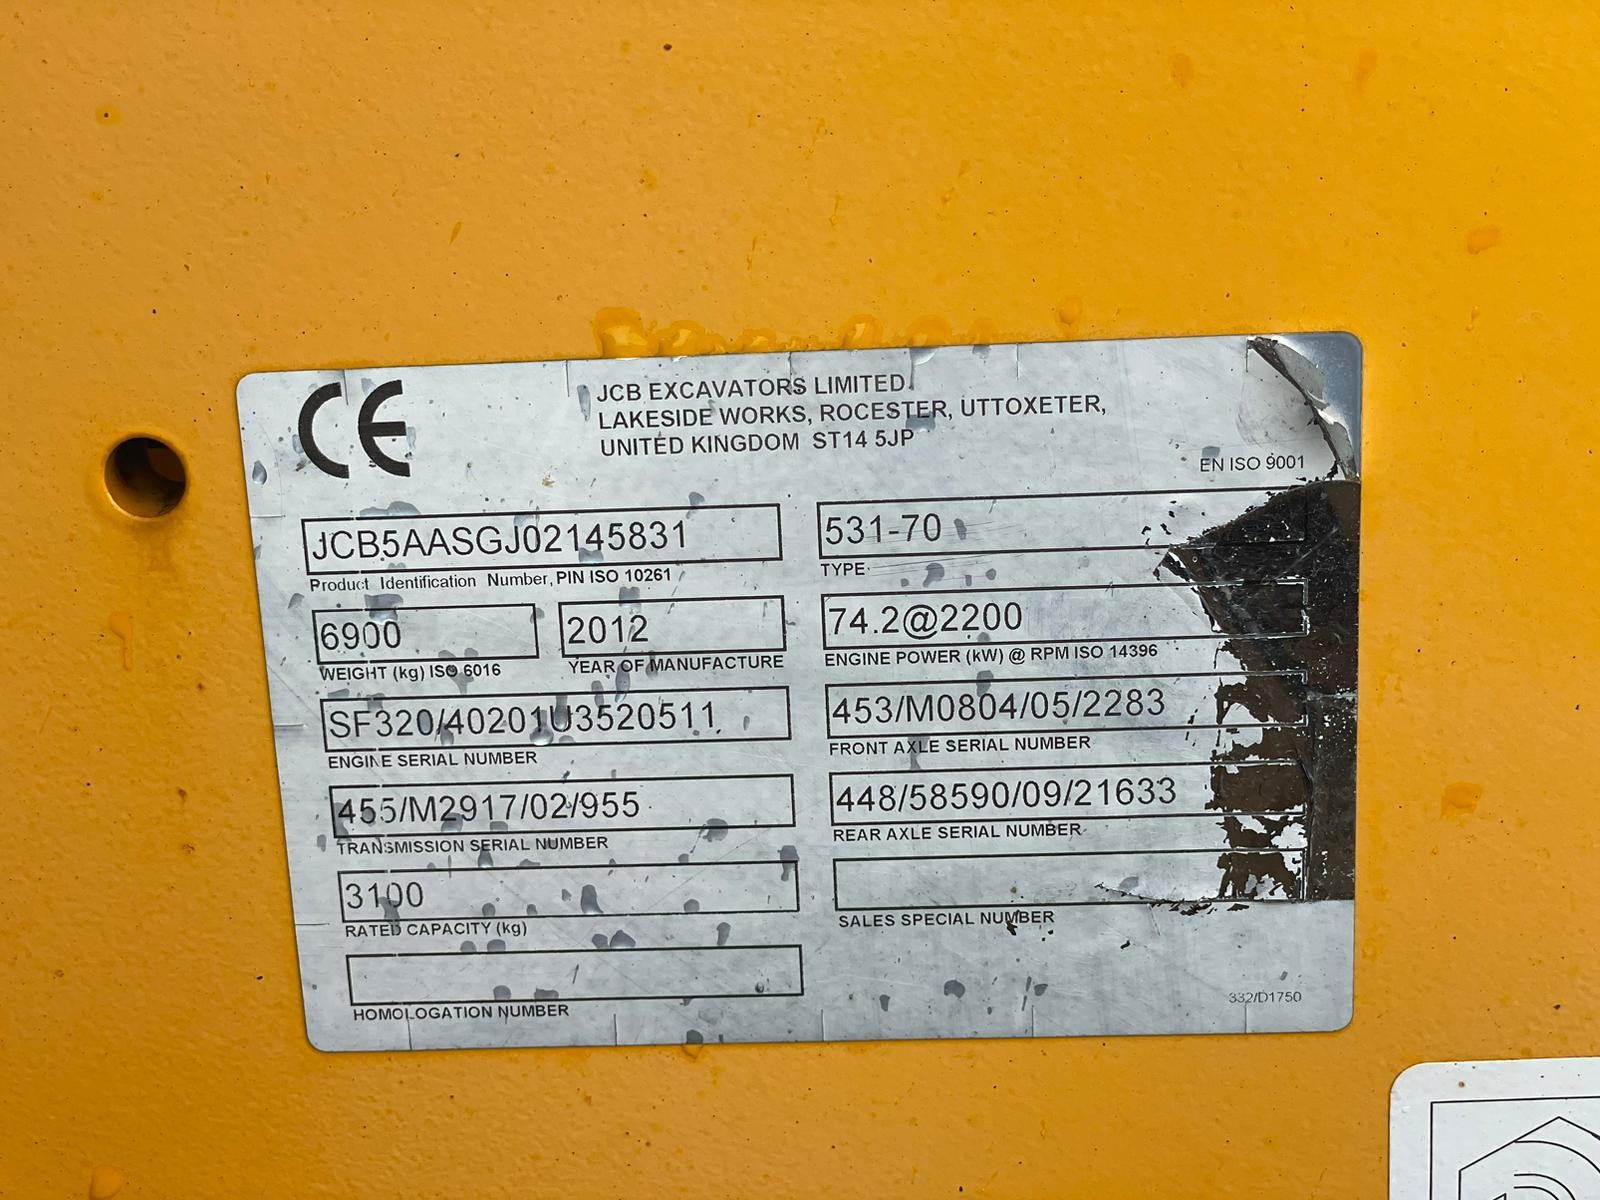 CE
JCB EXCAVATORS LIMITED
LAKESIDE WORKS, ROCESTER, UTTOXETER,
UNITED KINGDOM ST14 5JP
EN ISO 9001
JCB5AASGJ02145831
Product Identification Number, PIN ISO 10261
531-70
TYPE
6900
WEIGHT (kg) ISO 6016
2012
YEAR OF MANUFACTURE
74.2@2200
ENGINE POWER (kW) @ RPM ISO 14396
SF320/40201U3520511
ENGINE SERIAL NUMBER
453/M0804/05/2283
FRONT AXLE SERIAL NUMBER
455/M2917/02/955
TRANSMISSION SERIAL NUMBER
448/58590/09/21633
REAR AXLE SERIAL NUMBER
3100
RATED CAPACITY (kg)
SALES SPECIAL NUMBER
HOMOLOGATION NUMBER
332/D1750